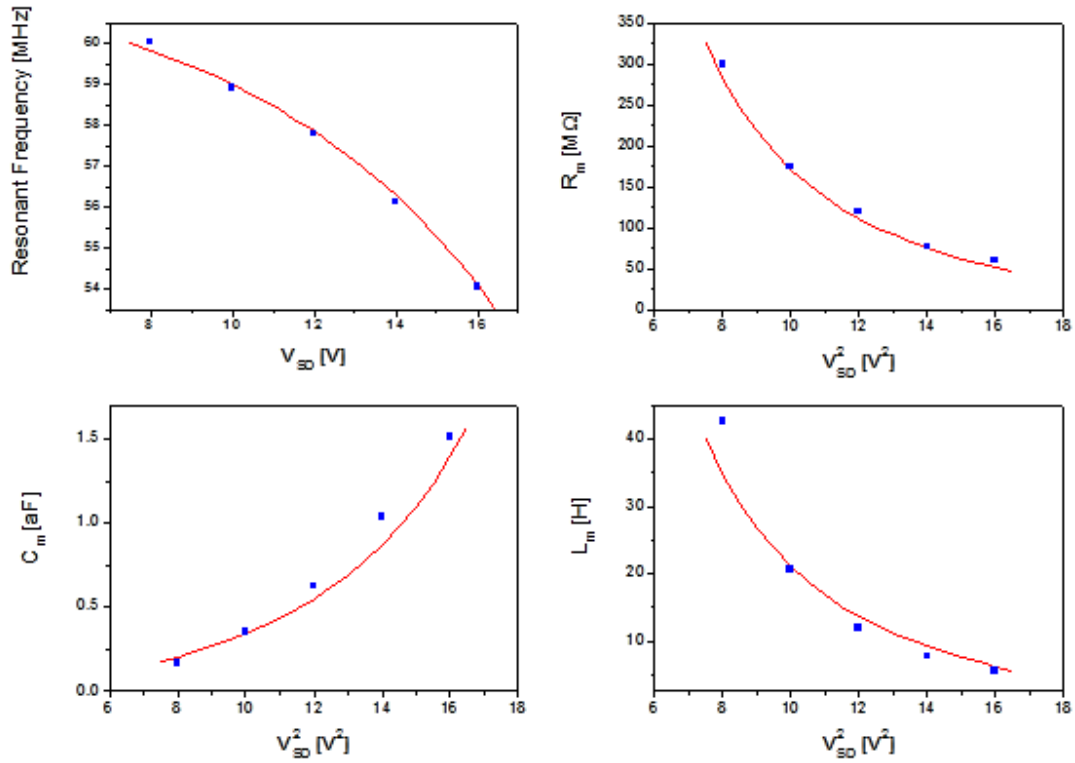 Resonant Frequency [MHz]
60
59
58
57
56
55
54
8 10 12 14 16
V_SD [V]
R_m [MΩ]
350
300
250
200
150
100
50
0
6 8 10 12 14 16 18
V²_SD [V²]
C_m [aF]
1.5
1.0
0.5
0.0
6 8 10 12 14 16 18
V²_SD [V²]
L_m [H]
40
30
20
10
6 8 10 12 14 16 18
V²_SD [V²]